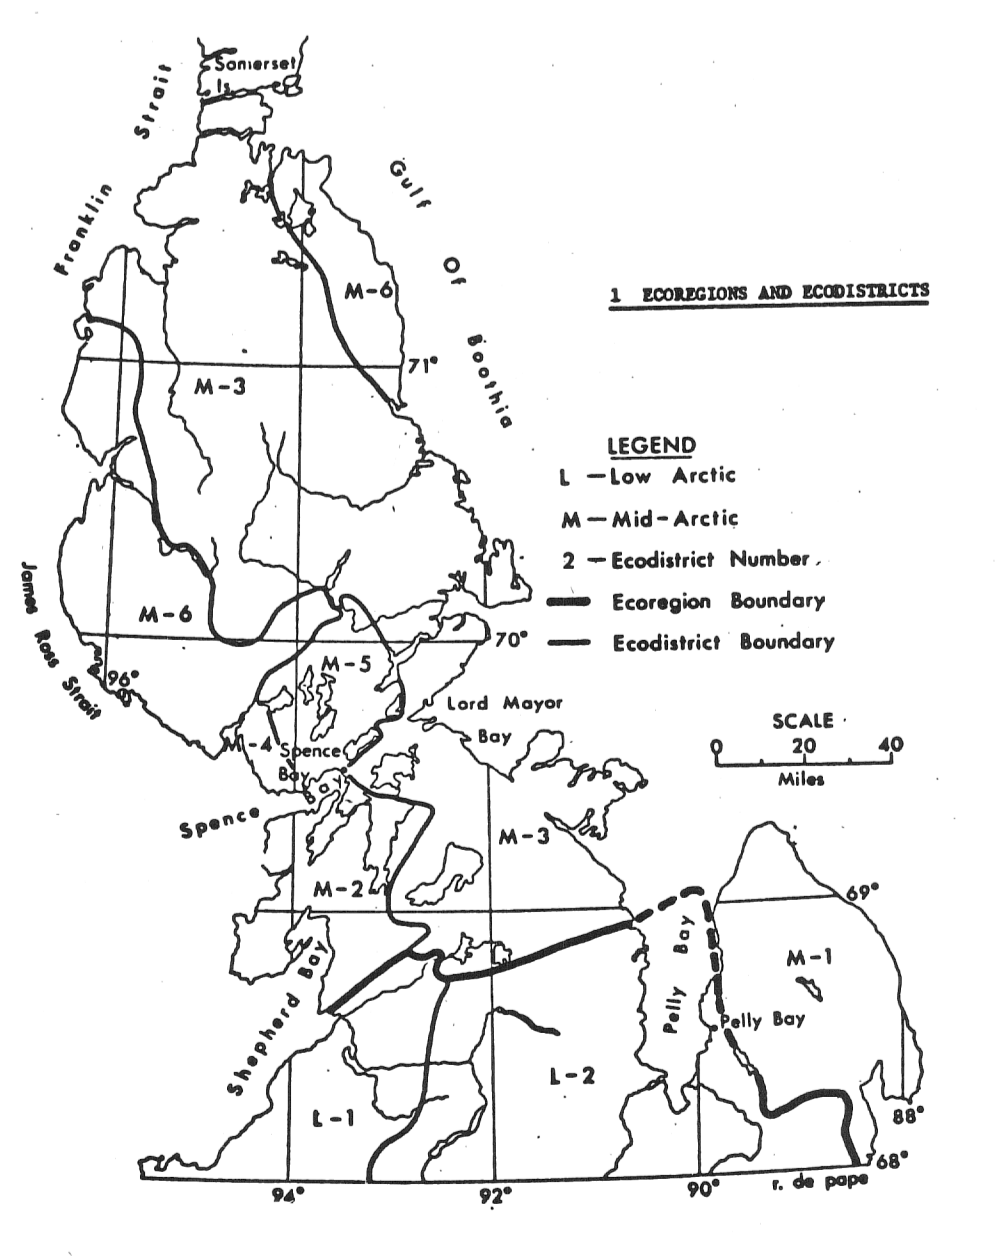 Somerset
Is.
Franklin Strait
Gulf Of Boothia
M-6
1 ECOREGIONS AND ECODISTRICTS
71°
M-3
LEGEND
L - Low Arctic
M - Mid-Arctic
2 - Ecodistrict Number
Ecoregion Boundary
Ecodistrict Boundary
James Ross Strait
M-6
70°
M-5
96°
Lord Mayor
Bay
SCALE
0 20 40
Miles
M-4
Spence
Bay
Spence Bay
M-3
M-2
69°
Pelly Bay
M-1
Shepherd Bay
Pelly Bay
L-2
L-1
88°
68°
94°
92°
90°
r. de pape